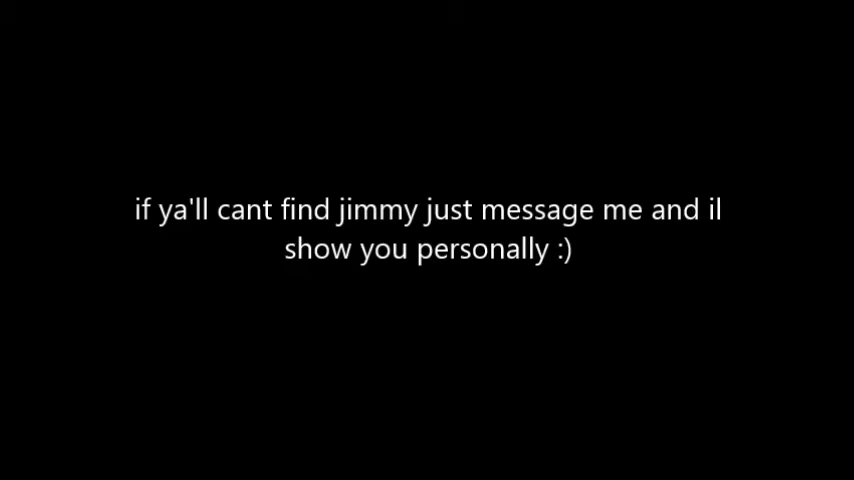 if ya'll cant find jimmy just message me and il
show you personally :)